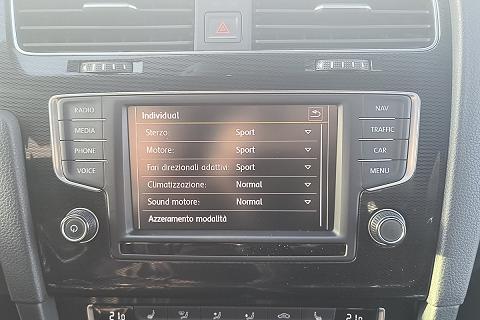 RADIO
MEDIA
PHONE
VOICE
Individual
Sterzo: Sport
Motore: Sport
Fari direzionali adattivi: Sport
Climatizzazione: Normal
Sound motore: Normal
Azzeramento modalità
NAV
TRAFFIC
CAR
MENU